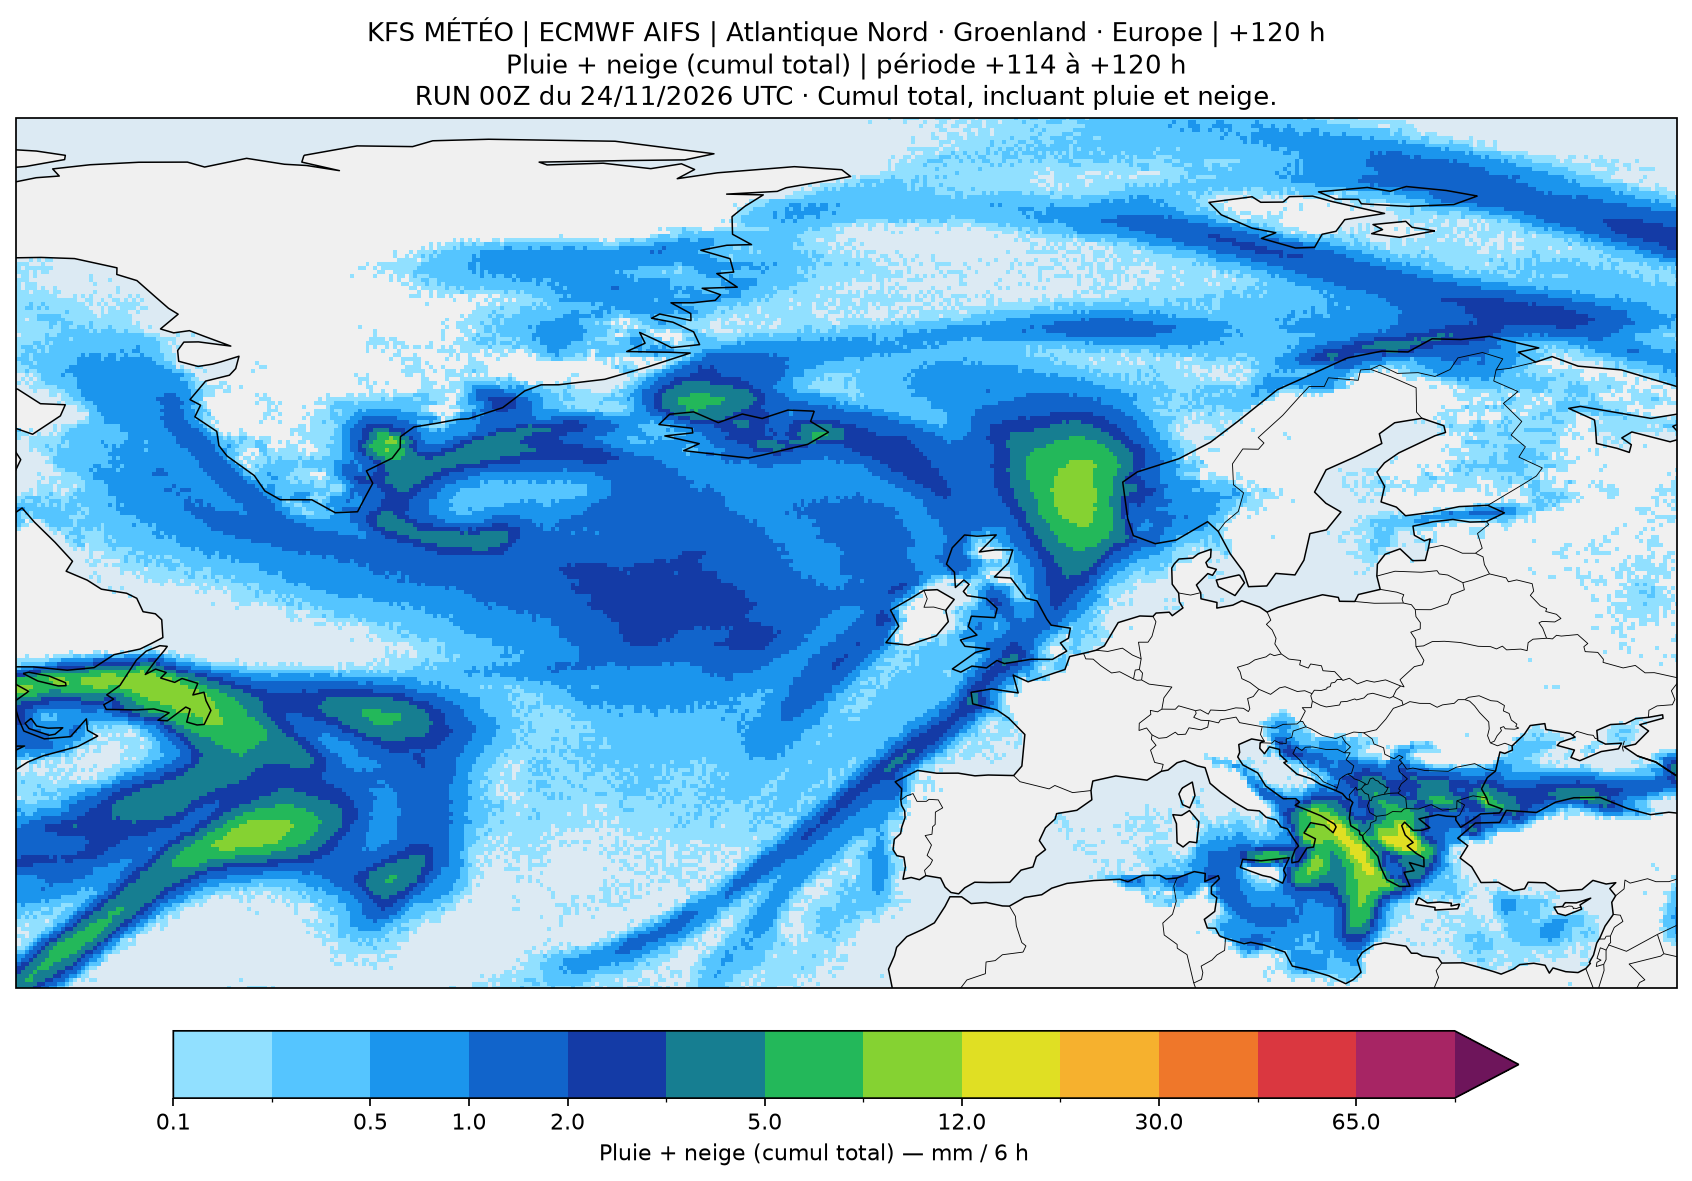 KFS MÉTÉO | ECMWF AIFS | Atlantique Nord · Groenland · Europe | +120 h
Pluie + neige (cumul total) | période +114 à +120 h
RUN 00Z du 24/11/2026 UTC · Cumul total, incluant pluie et neige.
0.1 0.5 1.0 2.0 5.0 12.0 30.0 65.0
Pluie + neige (cumul total) — mm / 6 h